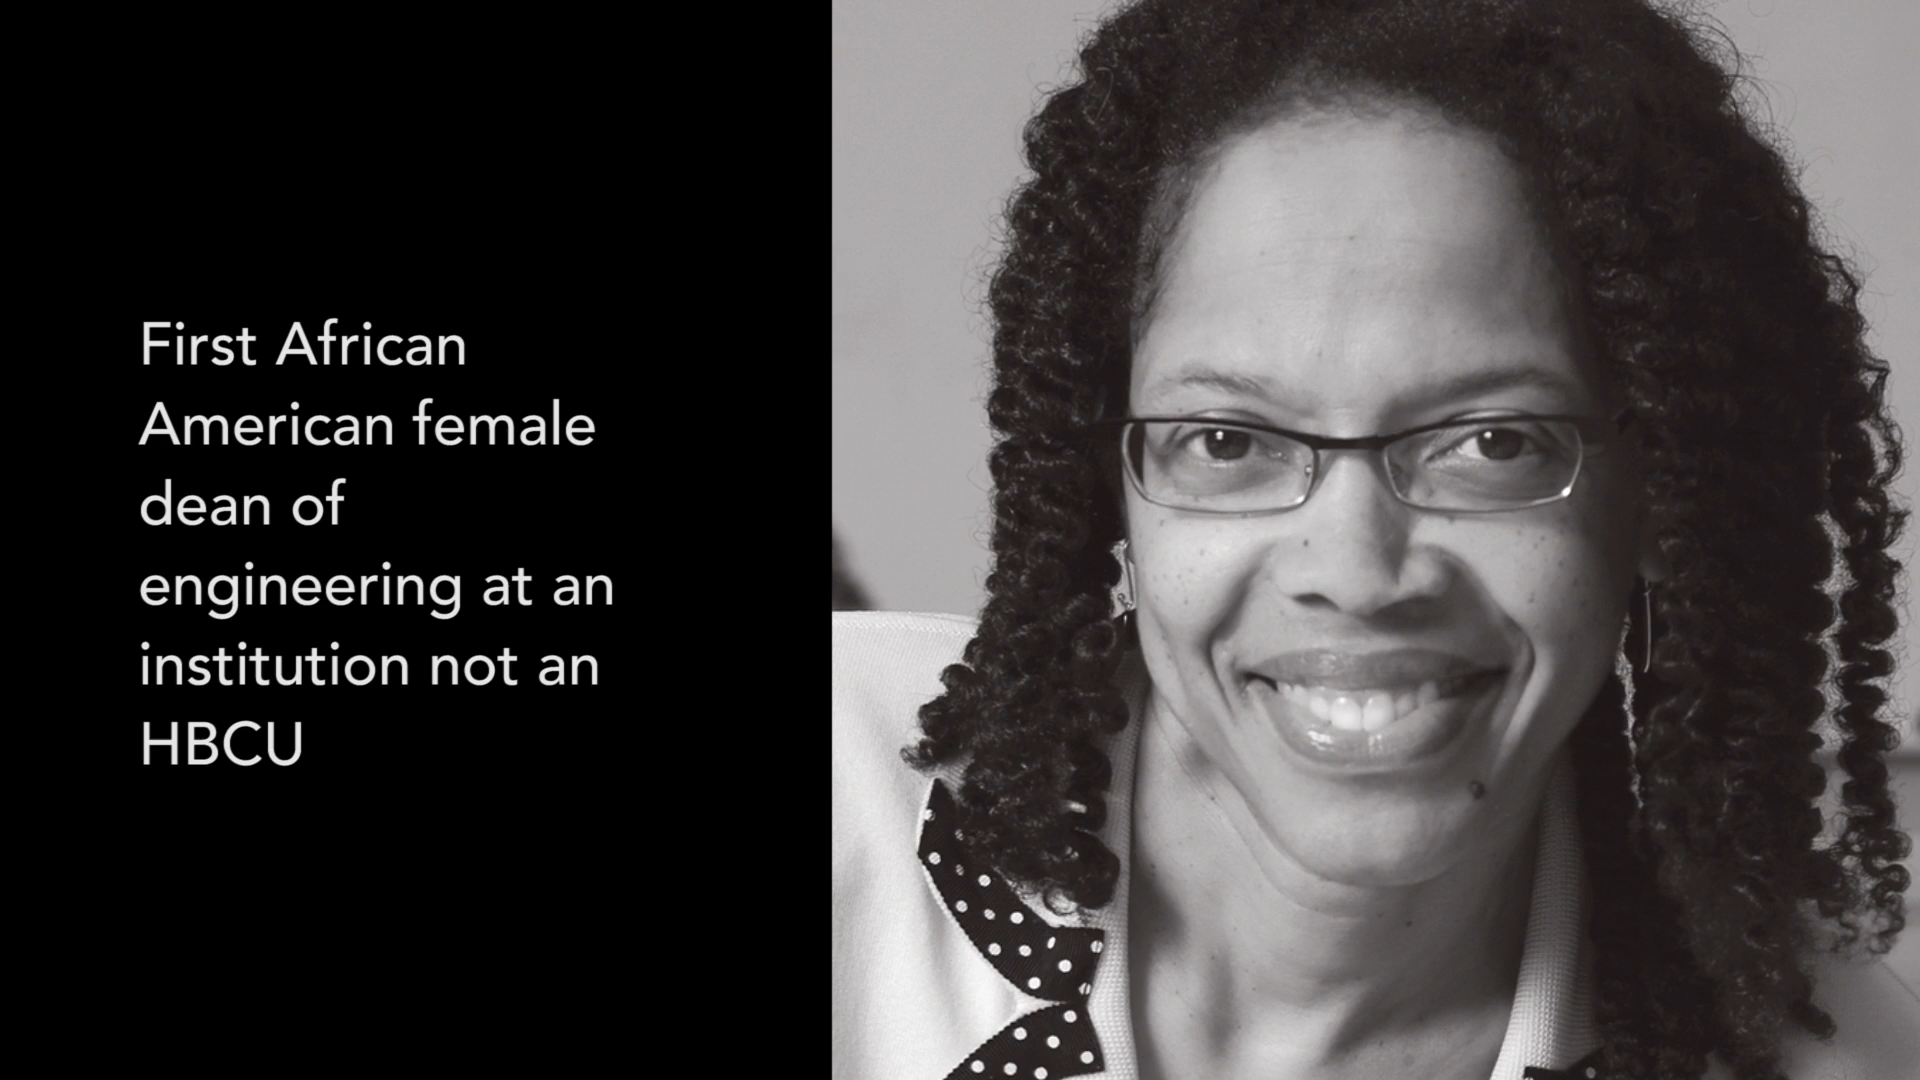 First African
American female
dean of
engineering at an
institution not an
HBCU